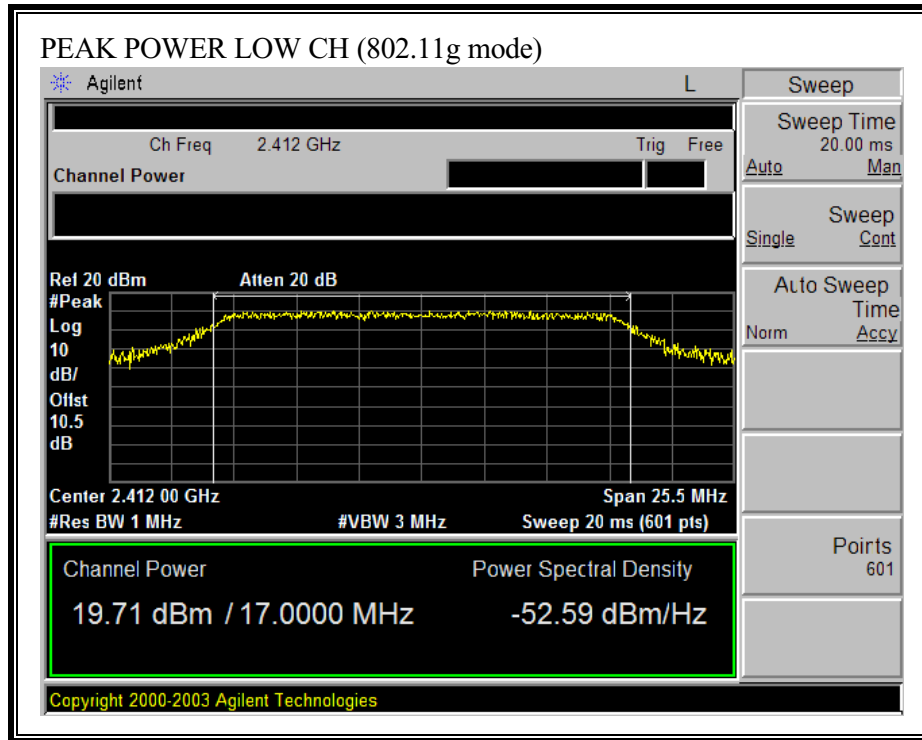 PEAK POWER LOW CH (802.11g mode)
Agilent L Sweep
Ch Freq 2.412 GHz Trig Free
Channel Power
Sweep Time
20.00 ms
Auto Man
Sweep
Single Cont
Ref 20 dBm Atten 20 dB
#Peak
Log
10
dB/
Offst
10.5
dB
Auto Sweep
Time
Norm Accy
Center 2.412 00 GHz Span 25.5 MHz
#Res BW 1 MHz #VBW 3 MHz Sweep 20 ms (601 pts)
Points
601
Channel Power Power Spectral Density
19.71 dBm / 17.0000 MHz -52.59 dBm/Hz
Copyright 2000-2003 Agilent Technologies